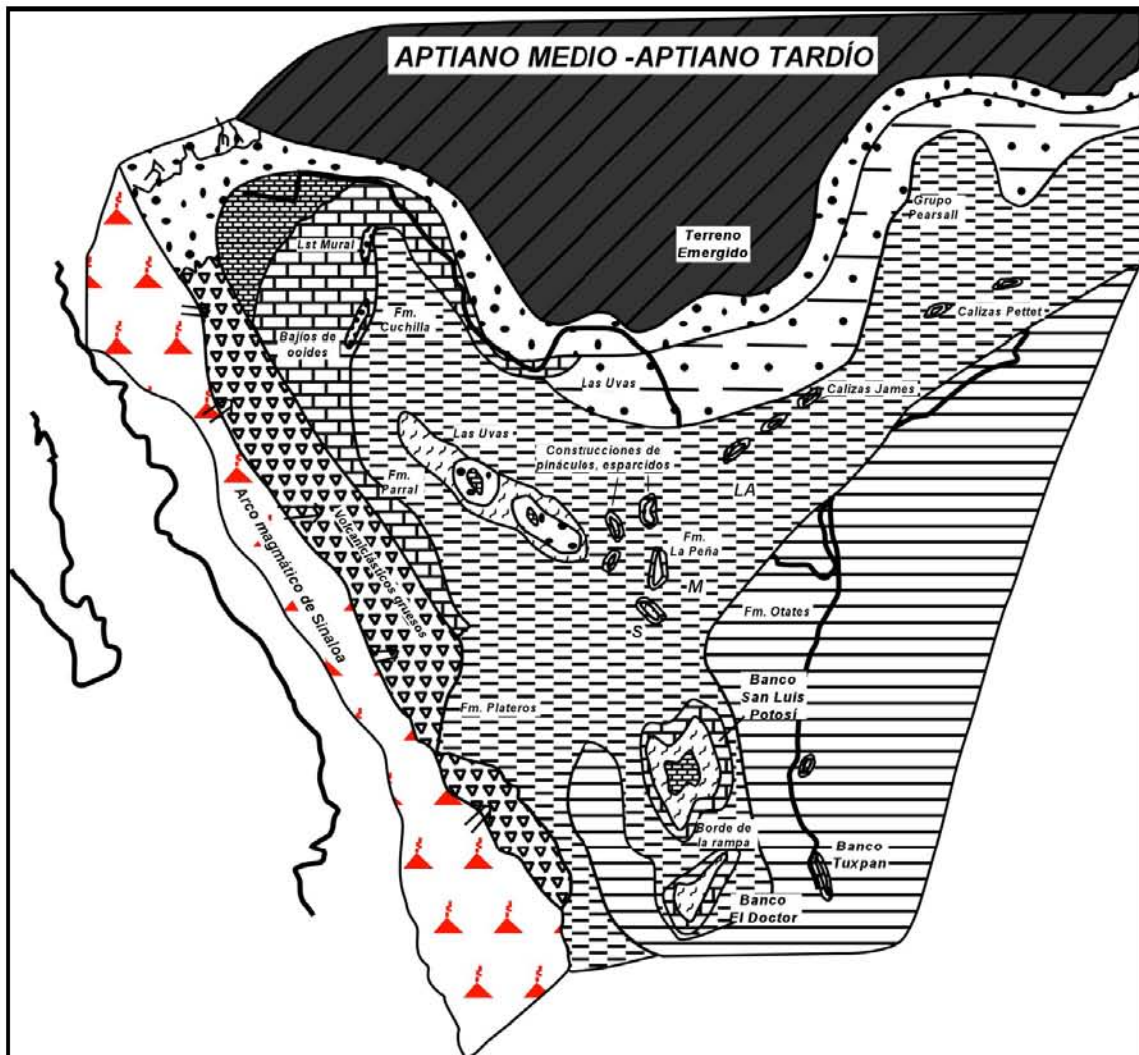 APTIANO MEDIO -APTIANO TARDÍO
Grupo
Pearsall
Terreno
Emergido
Lst Mural
Calizas Pettet
Fm.
Cuchilla
Bajíos de
ooides
Las Uvas
Calizas James
Las Uvas
Construcciones de
pináculos, esparcidos
Fm.
Parral
LA
Arco magmático de Sinaloa
Volcaniclásticos gruesos
Fm.
La Peña
M
Fm. Otates
S
Banco
San Luis
Potosí
Fm. Plateros
Borde de
la rampa
Banco
Tuxpan
Banco
El Doctor